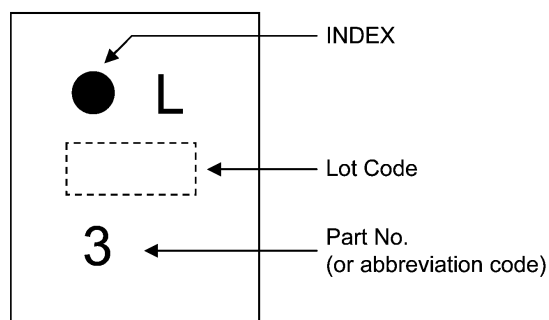 INDEX
L
Lot Code
3
Part No.
(or abbreviation code)